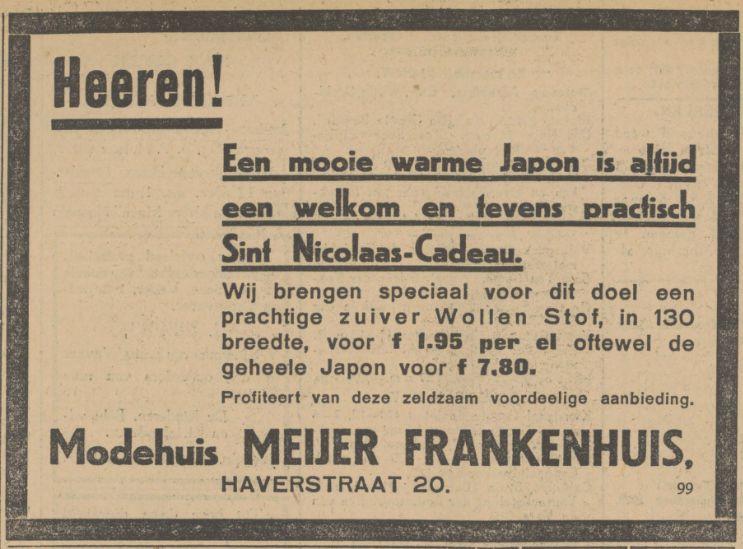 Heeren!
Een mooie warme Japon is altijd
een welkom en tevens practisch
Sint Nicolaas-Cadeau.
Wij brengen speciaal voor dit doel een
prachtige zuiver Wollen Stof, in 130
breedte, voor f 1.95 per el oftewel de
geheele Japon voor f 7.80.
Profiteert van deze zeldzaam voordeelige aanbieding.
Modehuis MEIJER FRANKENHUIS,
HAVERSTRAAT 20. 99